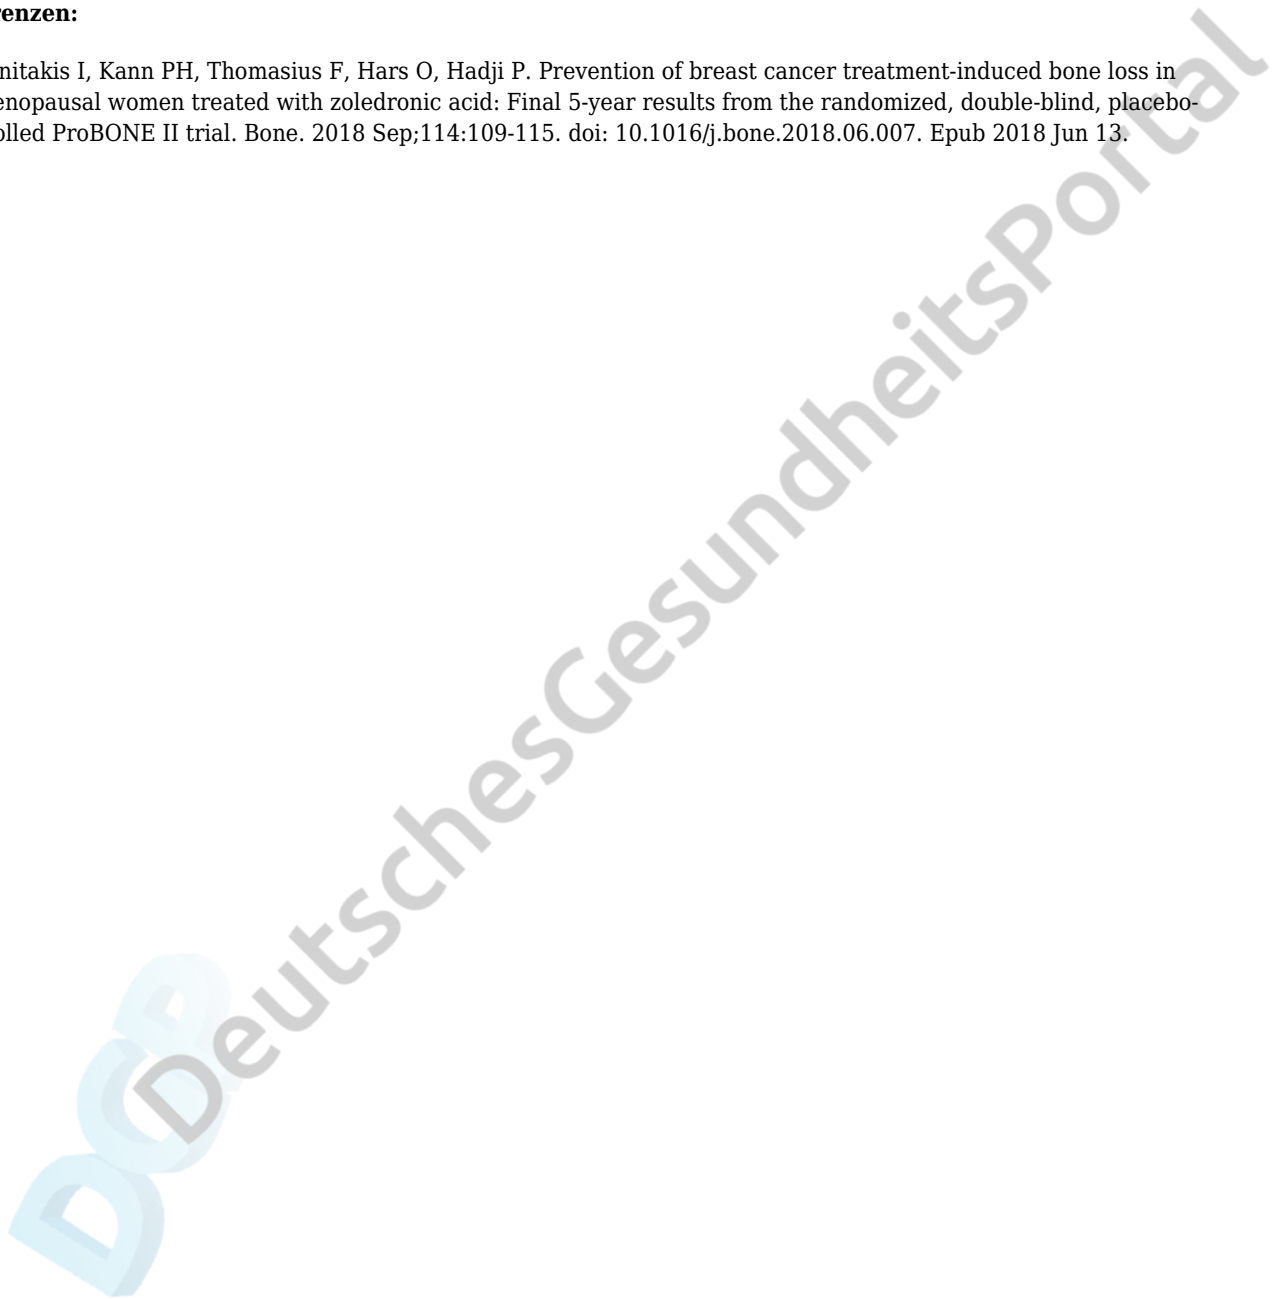 renzen:
nitakis I, Kann PH, Thomasius F, Hars O, Hadji P. Prevention of breast cancer treatment-induced bone loss in
enopausal women treated with zoledronic acid: Final 5-year results from the randomized, double-blind, placebo-
olled ProBONE II trial. Bone. 2018 Sep;114:109-115. doi: 10.1016/j.bone.2018.06.007. Epub 2018 Jun 13.
DeutschesGesundheitsPortal
DGP